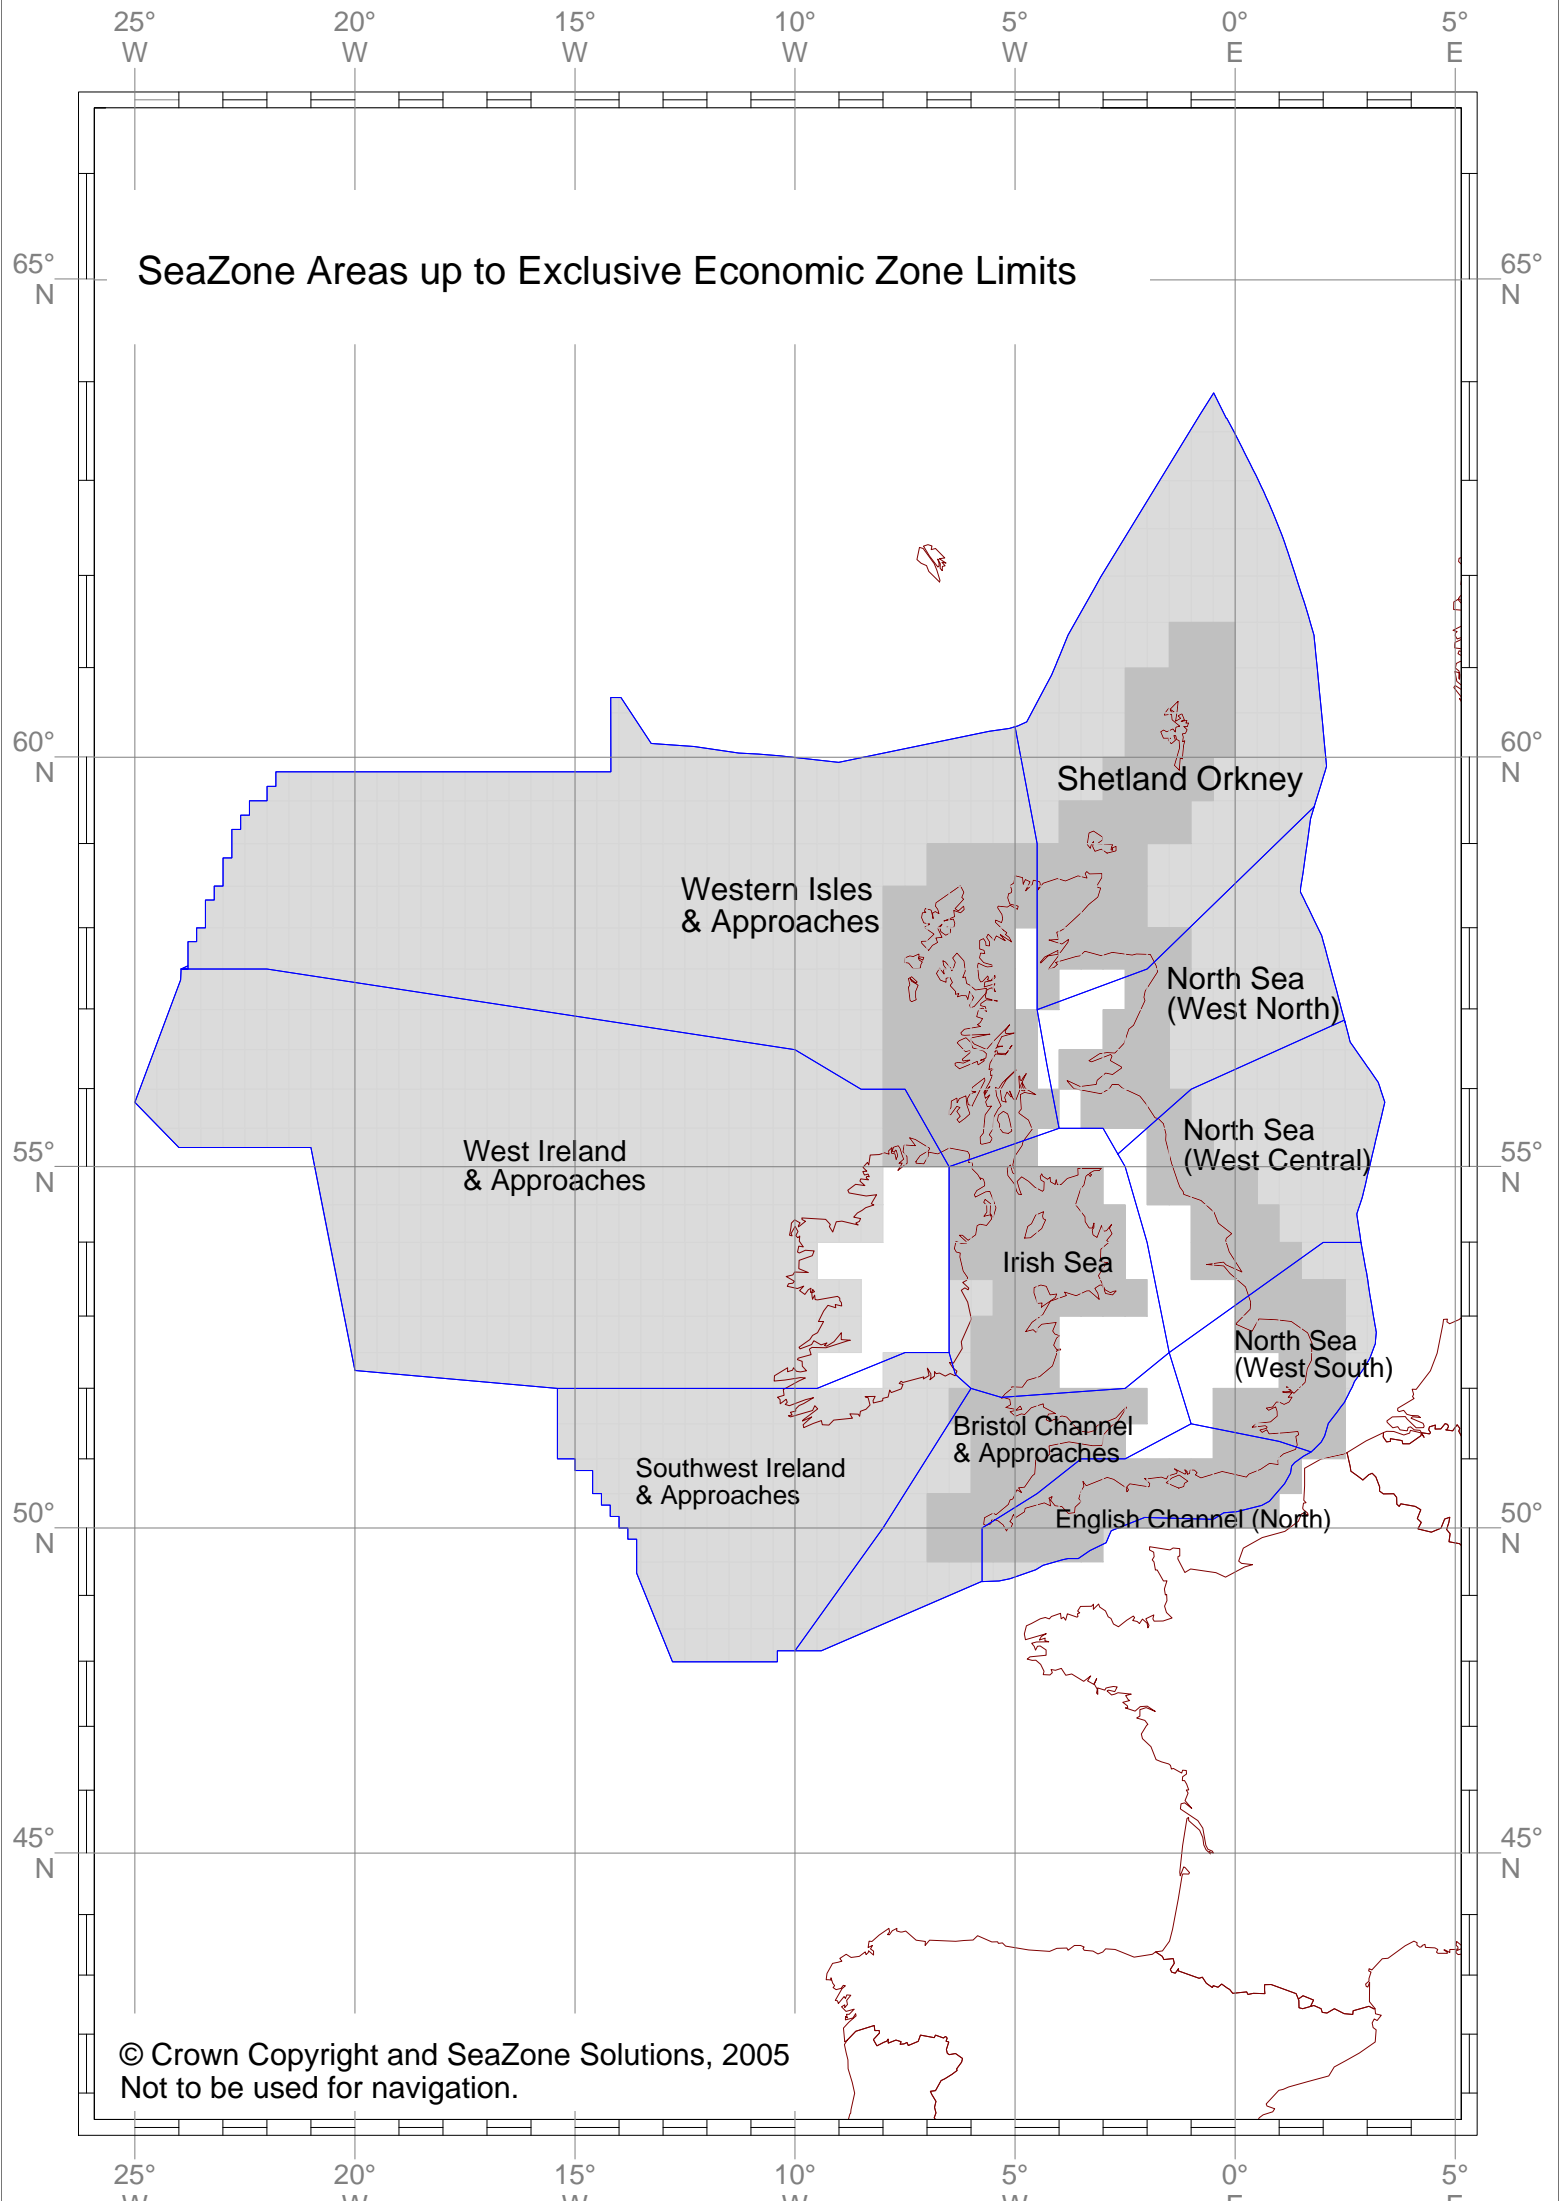 25° 20° 15° 10° 5° 0° 5°
W W W W W E E
65° 65°
N N
SeaZone Areas up to Exclusive Economic Zone Limits
60° 60°
N N
Shetland Orkney
Western Isles
& Approaches
North Sea
(West North)
North Sea
(West Central)
West Ireland
& Approaches
55° 55°
N N
Irish Sea
North Sea
(West South)
Bristol Channel
& Approaches
Southwest Ireland
& Approaches
English Channel (North)
50° 50°
N N
45° 45°
N N
© Crown Copyright and SeaZone Solutions, 2005
Not to be used for navigation.
25° 20° 15° 10° 5° 0° 5°
W W W W W E E